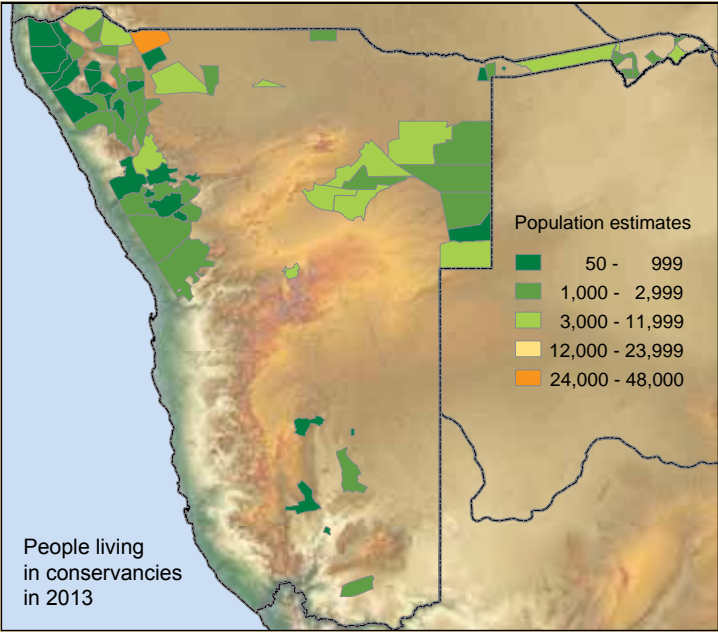 Population estimates
50 - 999
1,000 - 2,999
3,000 - 11,999
12,000 - 23,999
24,000 - 48,000
People living
in conservancies
in 2013